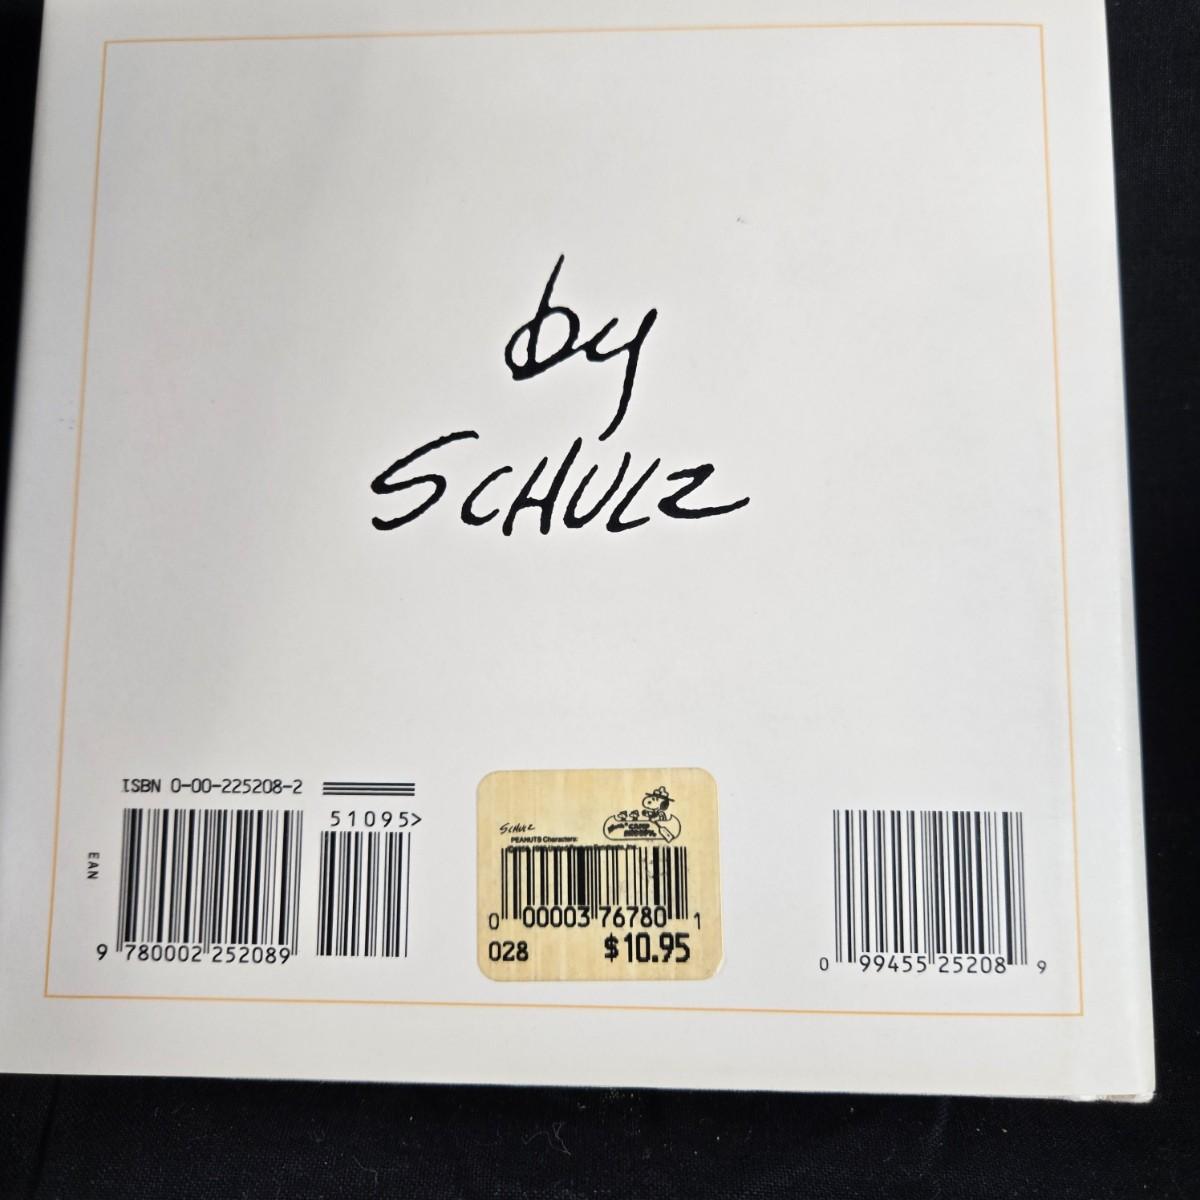 by
SCHULZ
ISBN 0-00-225208-2
51095>
EAN
9 780002 252089
SCHULZ
PEANUTS Characters:
0 00003 76780 1
028 $10.95
0 99455 25208 9